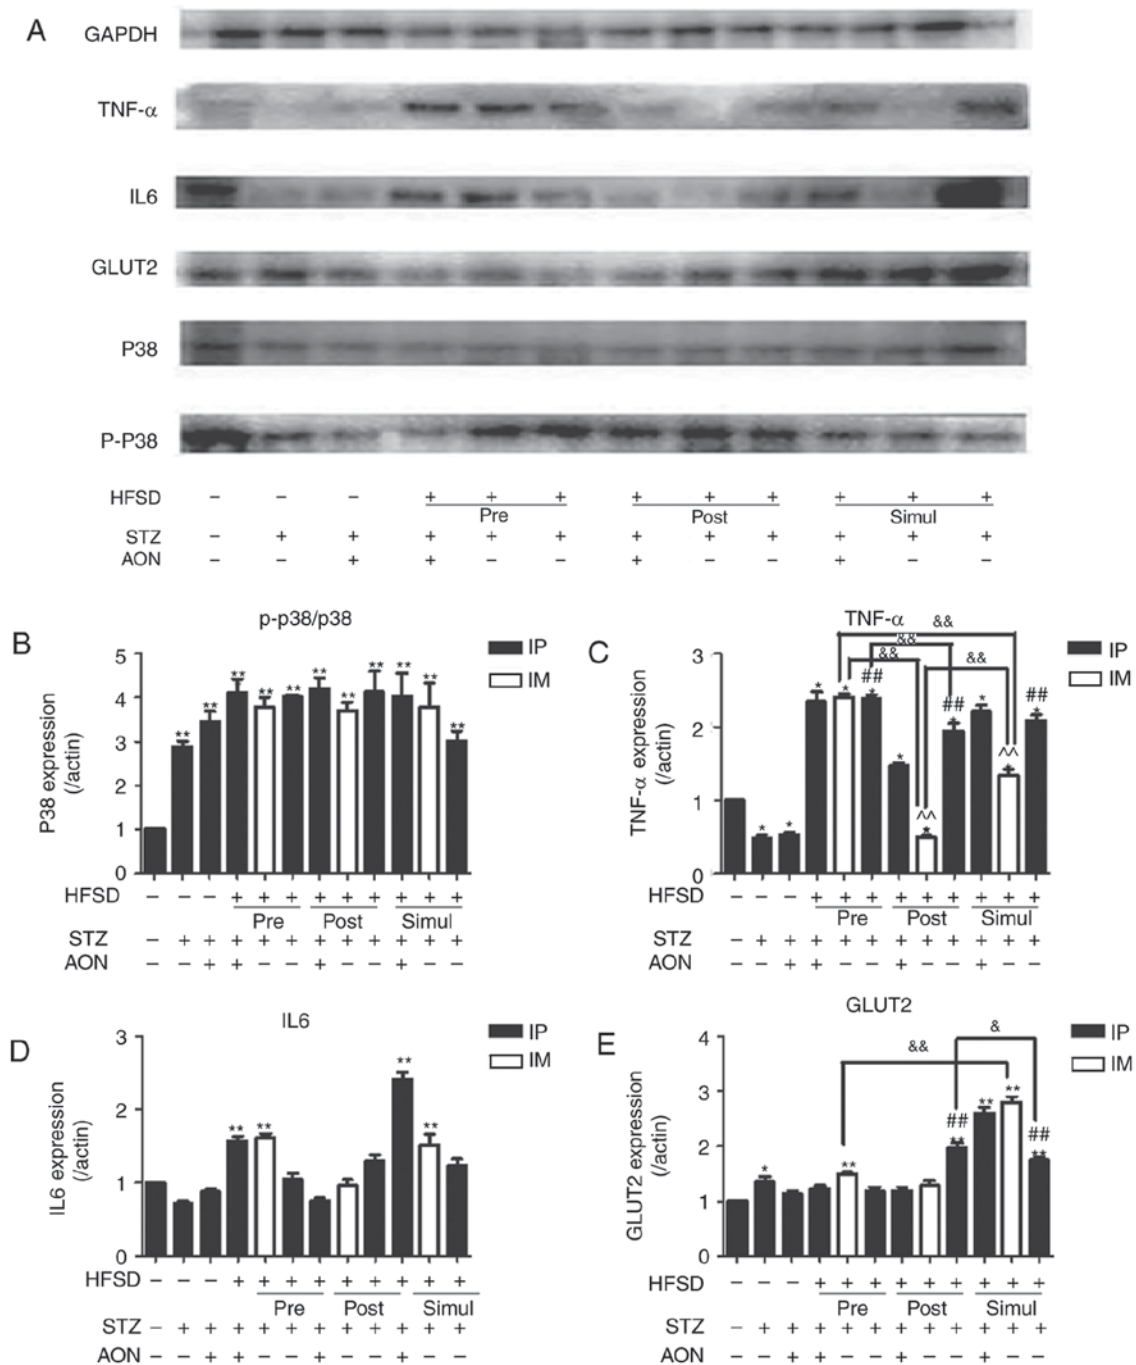 A
GAPDH
TNF-α
IL6
GLUT2
P38
P-P38
HFSD − − − + + + + + + + + +
Pre Post Simul
STZ − + + + + + + + + + + +
AON − − + + − − + − − + − −
B
p-p38/p38
IP
IM
5
4
3
2
1
0
P38 expression
(/actin)
** ** ** ** ** ** ** ** ** ** **
HFSD − − − + + + + + + + + +
Pre Post Simul
STZ − + + + + + + + + + + +
AON − − + + − − + − − + − −
C
TNF-α
IP
IM
&&
&&
&& &&
3
2
1
0
TNF-α expression
(/actin)
* * * * ## * * ^^ * ## * * ^^ * ## *
HFSD − − − + + + + + + + + +
Pre Post Simul
STZ − + + + + + + + + + + +
AON − − + + − − + − − + − −
D
IL6
IP
IM
3
2
1
0
IL6 expression
(/actin)
** ** ** **
HFSD − − − + + + + + + + + +
Pre Post Simul
STZ − + + + + + + + + + + +
AON − − + + − − + − − + − −
E
GLUT2
IP
IM
&
&&
4
3
2
1
0
GLUT2 expression
(/actin)
* ** ## ** ** ** ## **
HFSD − − − + + + + + + + + +
Pre Post Simul
STZ − + + + + + + + + + + +
AON − − + + − − + − − + − −